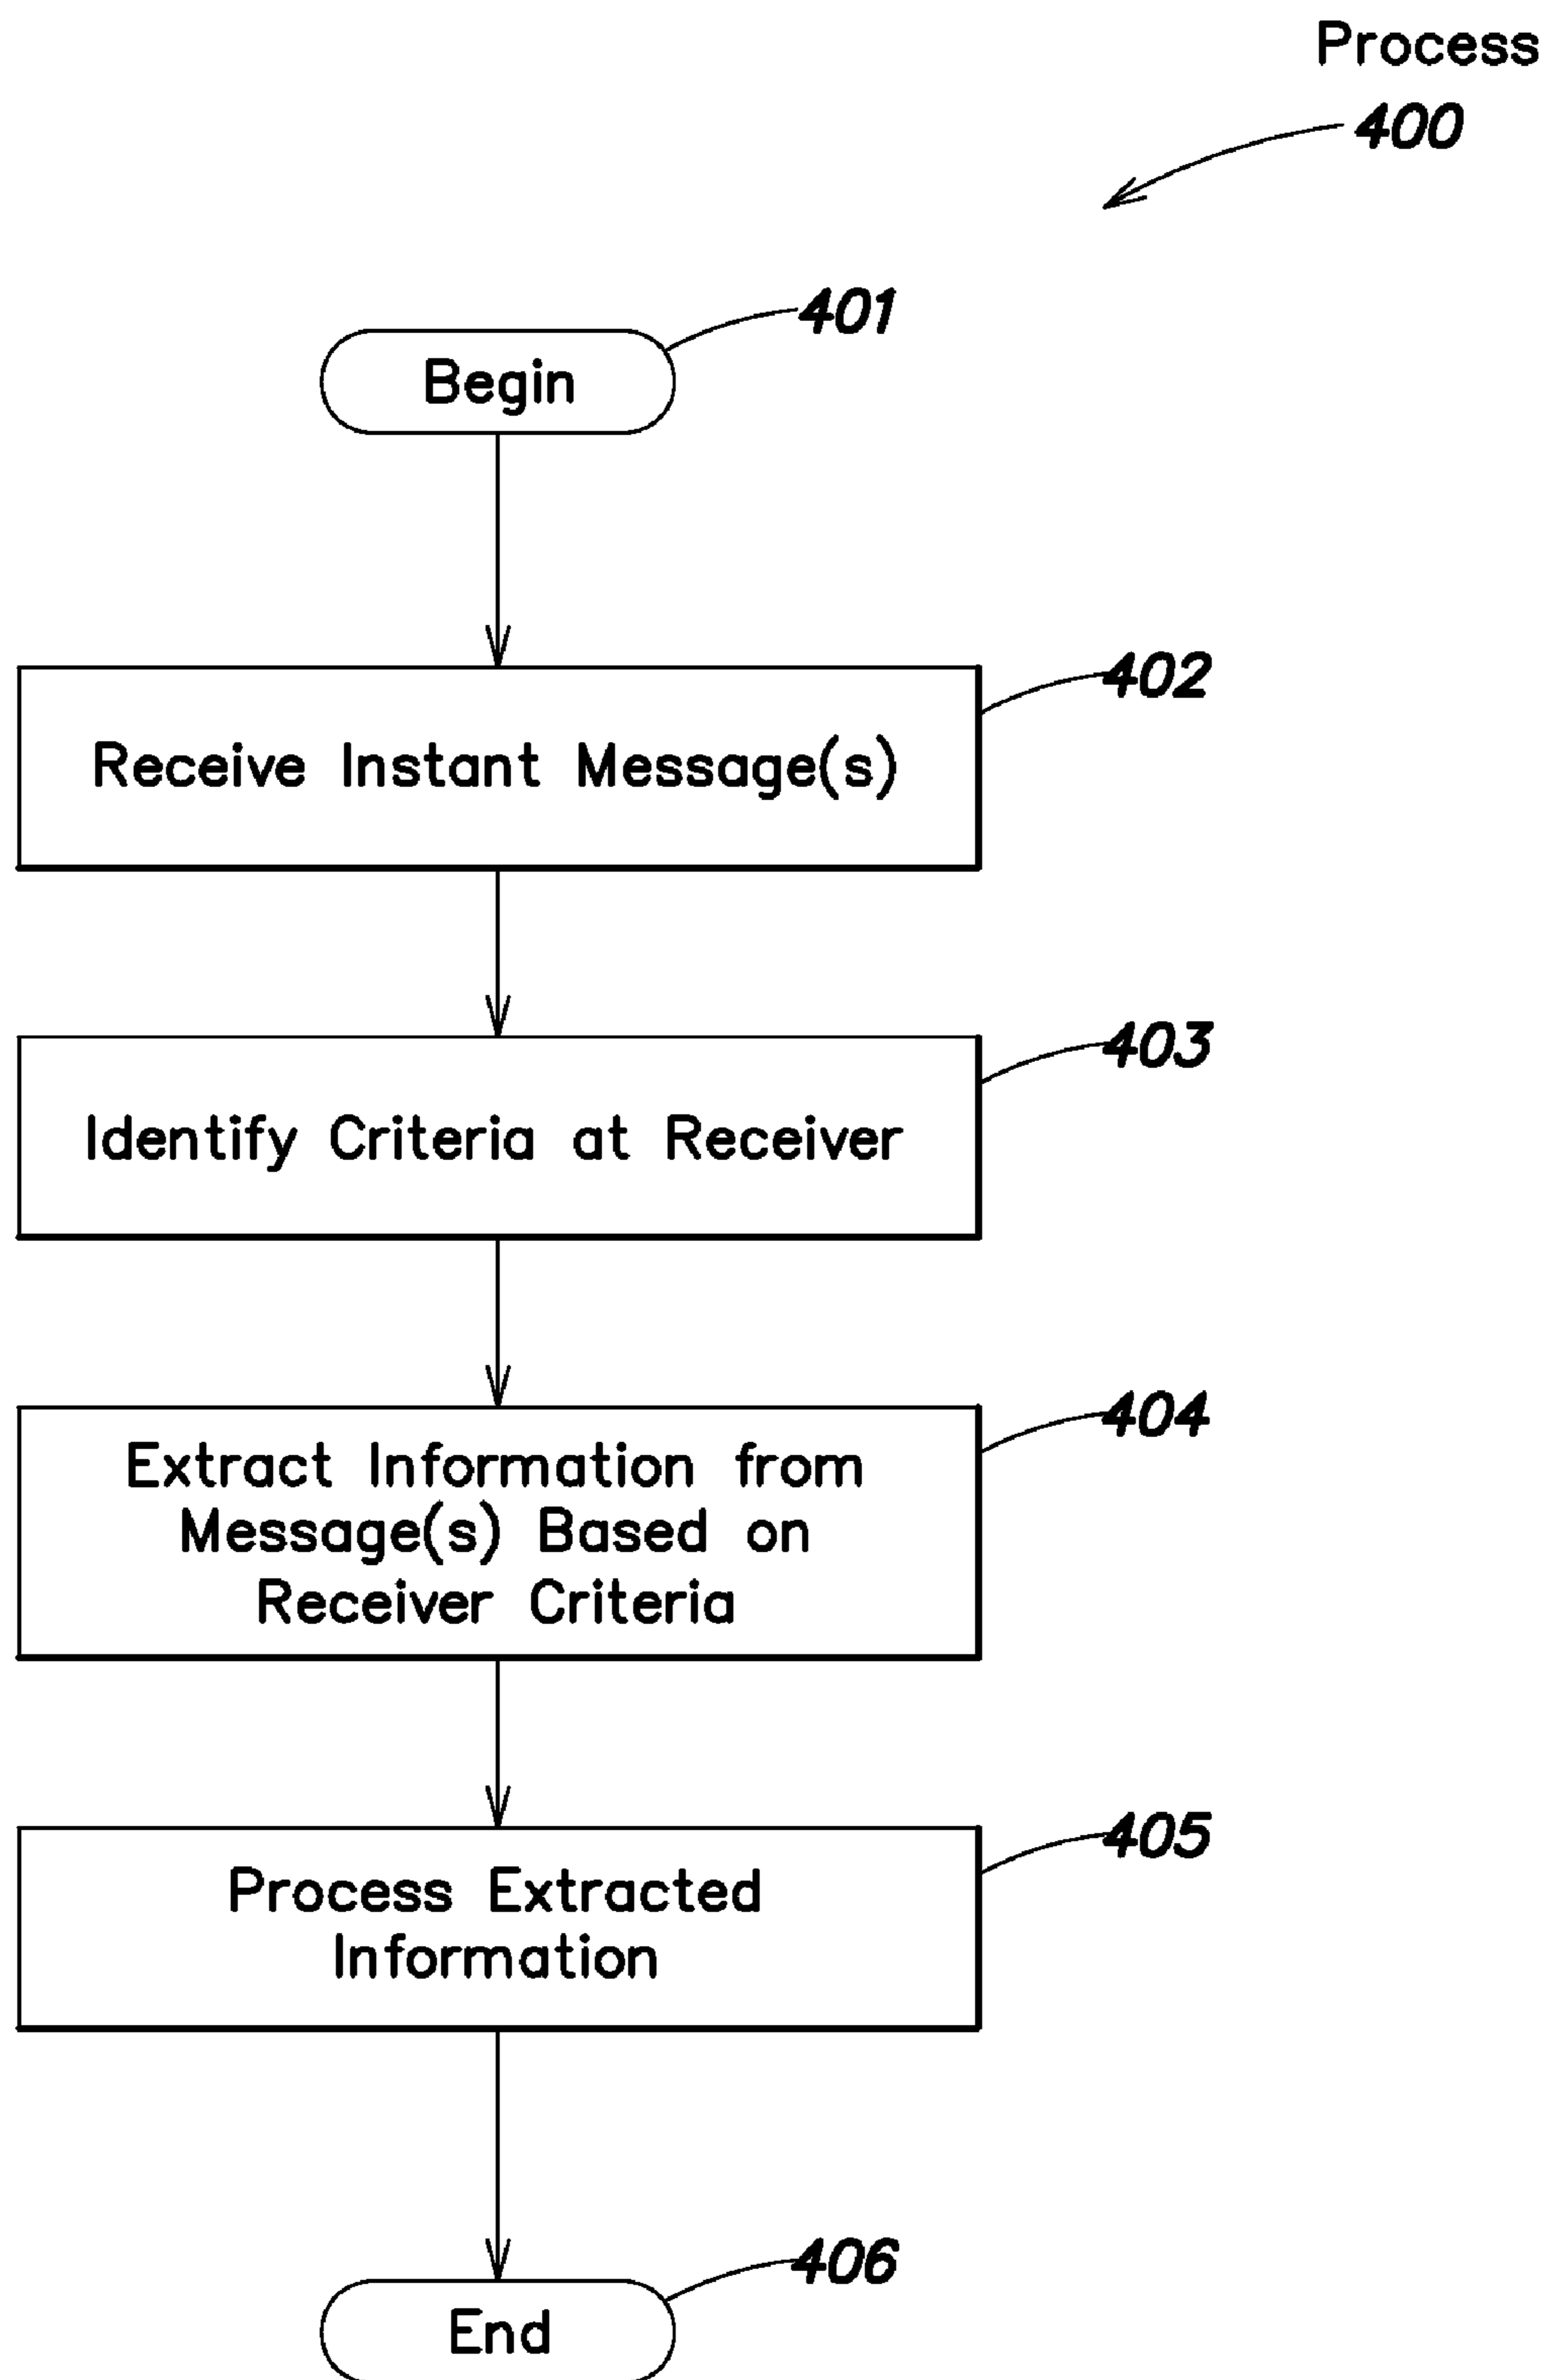 Process
400
401
Begin
402
Receive Instant Message(s)
403
Identify Criteria at Receiver
404
Extract Information from
Message(s) Based on
Receiver Criteria
405
Process Extracted
Information
406
End